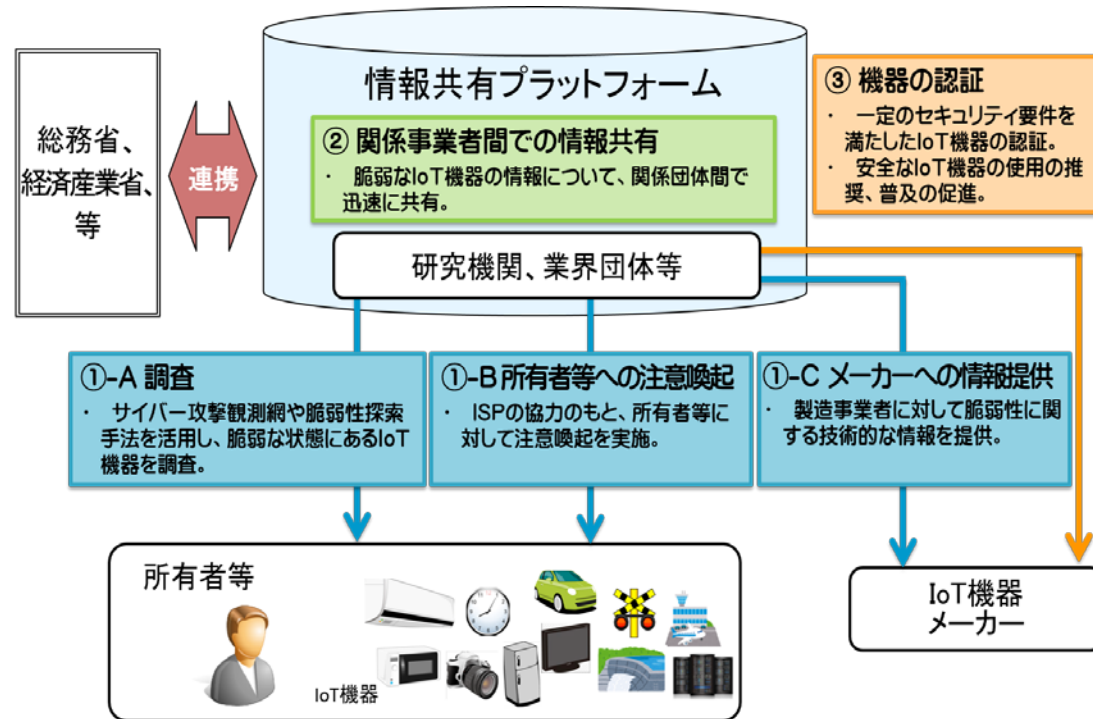 情報共有プラットフォーム
総務省、
経済産業省、
等
連携
② 関係事業者間での情報共有
・ 脆弱なIoT機器の情報について、関係団体間で
迅速に共有。
研究機関、業界団体等
③ 機器の認証
・ 一定のセキュリティ要件を
満たしたIoT機器の認証。
・ 安全なIoT機器の使用の推
奨、普及の促進。
①-A 調査
・ サイバー攻撃観測網や脆弱性探索
手法を活用し、脆弱な状態にあるIoT
機器を調査。
①-B 所有者等への注意喚起
・ ISPの協力のもと、所有者等に
対して注意喚起を実施。
①-C メーカーへの情報提供
・ 製造事業者に対して脆弱性に関
する技術的な情報を提供。
所有者等
IoT機器
IoT機器
メーカー